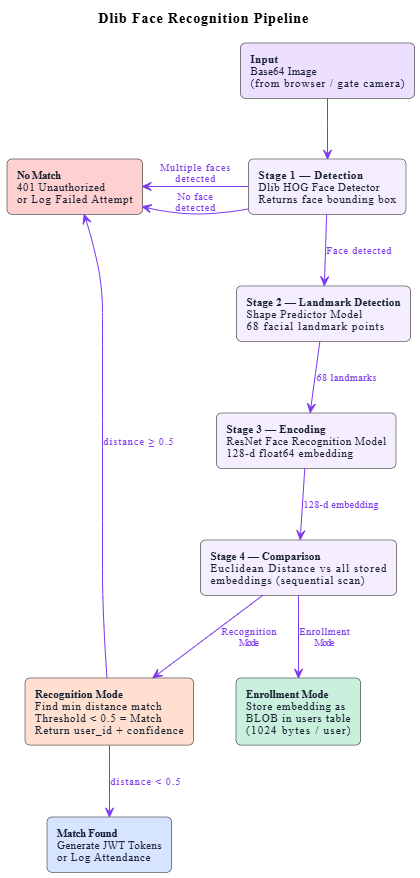 Dlib Face Recognition Pipeline
Input
Base64 Image
(from browser / gate camera)
No Match
401 Unauthorized
or Log Failed Attempt
Multiple faces
detected
No face
detected
Stage 1 — Detection
Dlib HOG Face Detector
Returns face bounding box
Face detected
Stage 2 — Landmark Detection
Shape Predictor Model
68 facial landmark points
68 landmarks
Stage 3 — Encoding
ResNet Face Recognition Model
128-d float64 embedding
distance ≥ 0.5
128-d embedding
Stage 4 — Comparison
Euclidean Distance vs all stored
embeddings (sequential scan)
Recognition
Mode
Enrollment
Mode
Recognition Mode
Find min distance match
Threshold < 0.5 = Match
Return user_id + confidence
Enrollment Mode
Store embedding as
BLOB in users table
(1024 bytes / user)
distance < 0.5
Match Found
Generate JWT Tokens
or Log Attendance